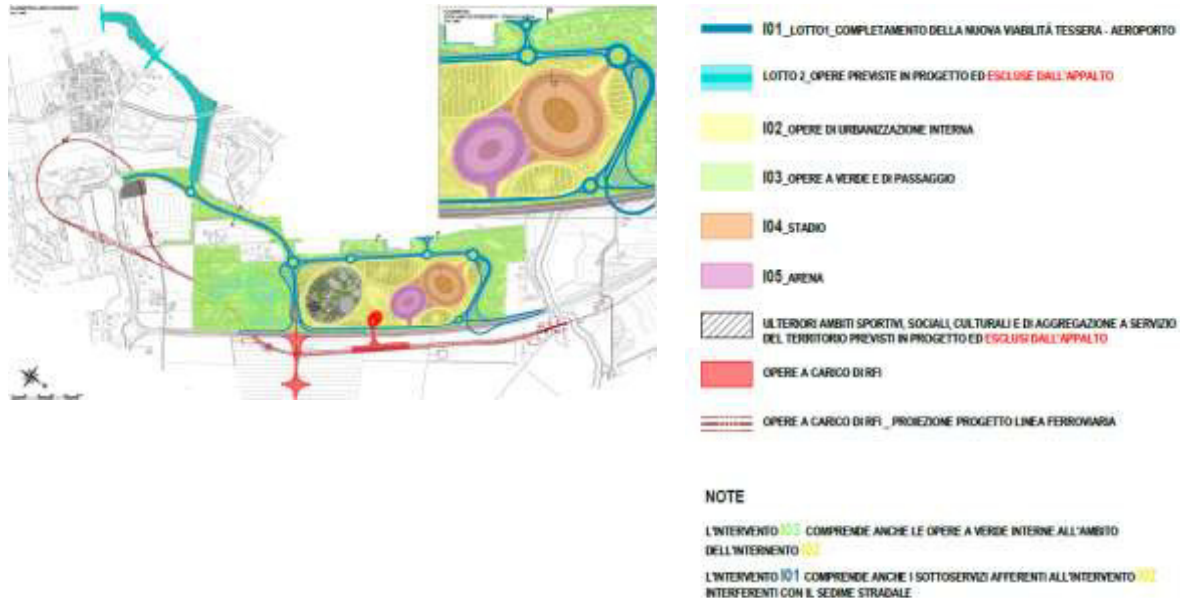 I01_LOTTO1_COMPLETAMENTO DELLA NUOVA VIABILITÀ TESSERA - AEROPORTO
LOTTO 2_OPERE PREVISTE IN PROGETTO ED ESCLUSE DALL'APPALTO
I02_OPERE DI URBANIZZAZIONE INTERNA
I03_OPERE A VERDE E DI PASSAGGIO
I04_STADIO
I05_ARENA
ULTERIORI AMBITI SPORTIVI, SOCIALI, CULTURALI E DI AGGREGAZIONE A SERVIZIO
DEL TERRITORIO PREVISTI IN PROGETTO ED ESCLUSI DALL'APPALTO
OPERE A CARICO DI RFI
OPERE A CARICO DI RFI _ PROIEZIONE PROGETTO LINEA FERROVIARIA
NOTE
L'INTERVENTO I03 COMPRENDE ANCHE LE OPERE A VERDE INTERNE ALL'AMBITO
DELL'INTERNENTO I02
L'INTERVENTO I01 COMPRENDE ANCHE I SOTTOSERVIZI AFFERENTI ALL'INTERVENTO I02
INTERFERENTI CON IL SEDIME STRADALE